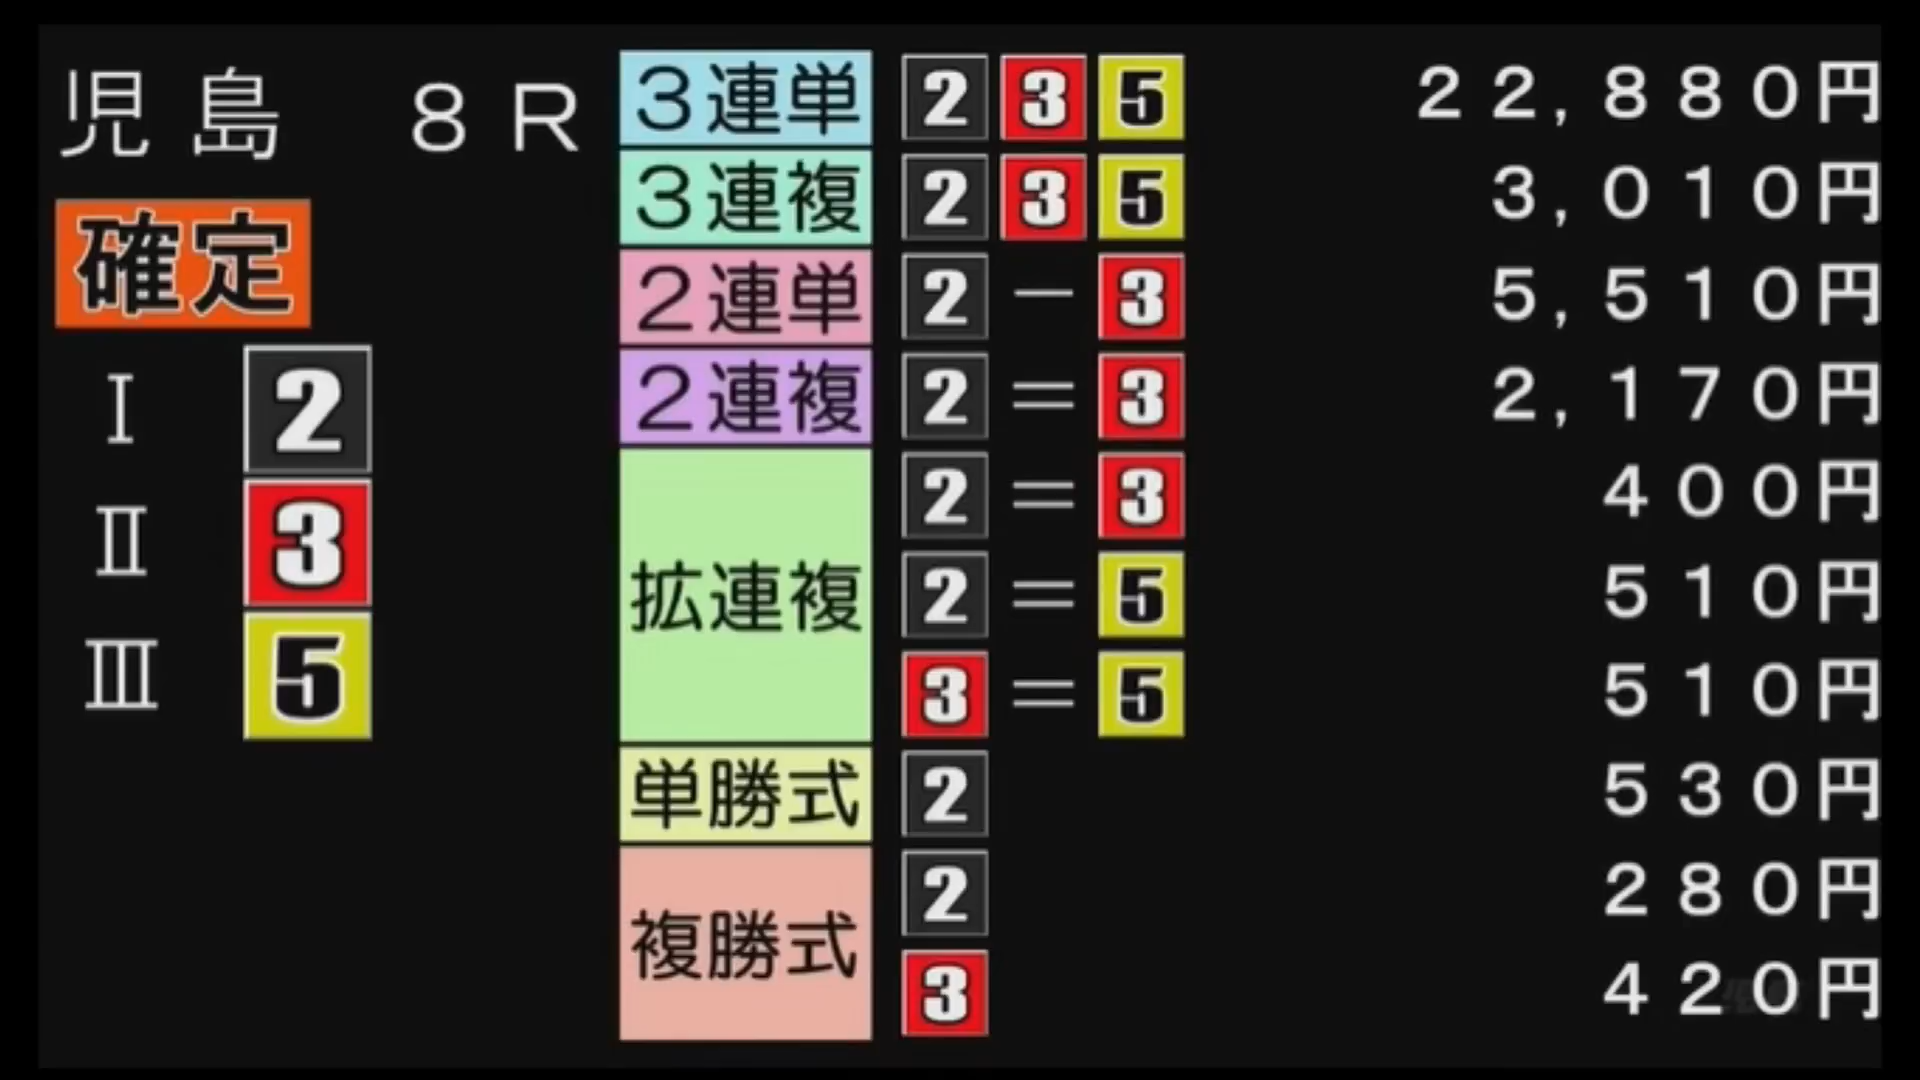 児島 8R
確定
Ⅰ 2
Ⅱ 3
Ⅲ 5
3連単 2 3 5 22,880円
3連複 2 3 5 3,010円
2連単 2 - 3 5,510円
2連複 2 = 3 2,170円
拡連複 2 = 3 400円
2 = 5 510円
3 = 5 510円
単勝式 2 530円
複勝式 2 280円
3 420円